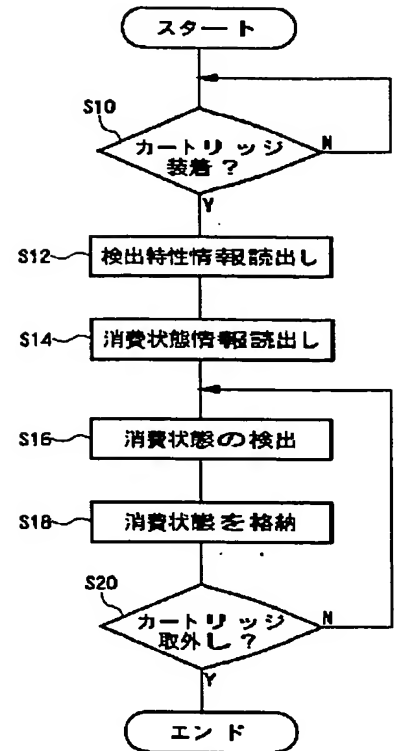 スタート
S10
カートリッジ
装着?
N
Y
S12
検出特性情報読出し
S14
消費状態情報読出し
S16
消費状態の検出
S18
消費状態を格納
S20
カートリッジ
取外し?
N
Y
エンド